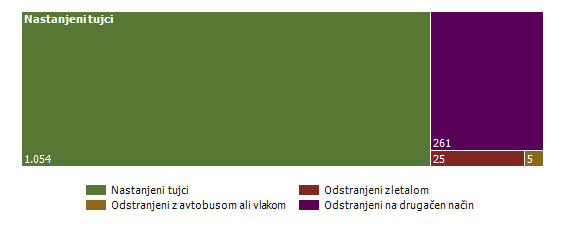 Nastanjeni tujci
1.054
261
25
5
Nastanjeni tujci
Odstranjeni z letalom
Odstranjeni z avtobusom ali vlakom
Odstranjeni na drugačen način